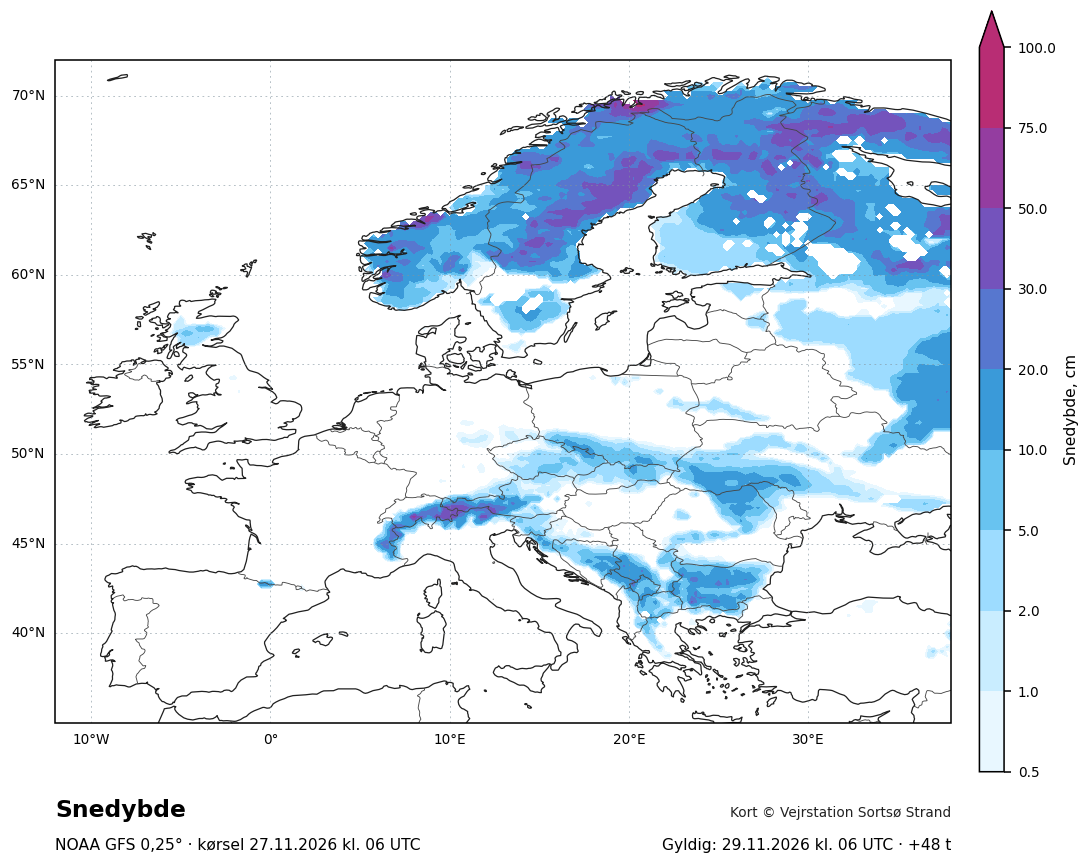 70°N
65°N
60°N
55°N
50°N
45°N
40°N
10°W
0°
10°E
20°E
30°E
100.0
75.0
50.0
30.0
20.0
10.0
5.0
2.0
1.0
0.5
Snedybde, cm
Snedybde
Kort © Vejrstation Sortsø Strand
NOAA GFS 0,25° · kørsel 27.11.2026 kl. 06 UTC
Gyldig: 29.11.2026 kl. 06 UTC · +48 t